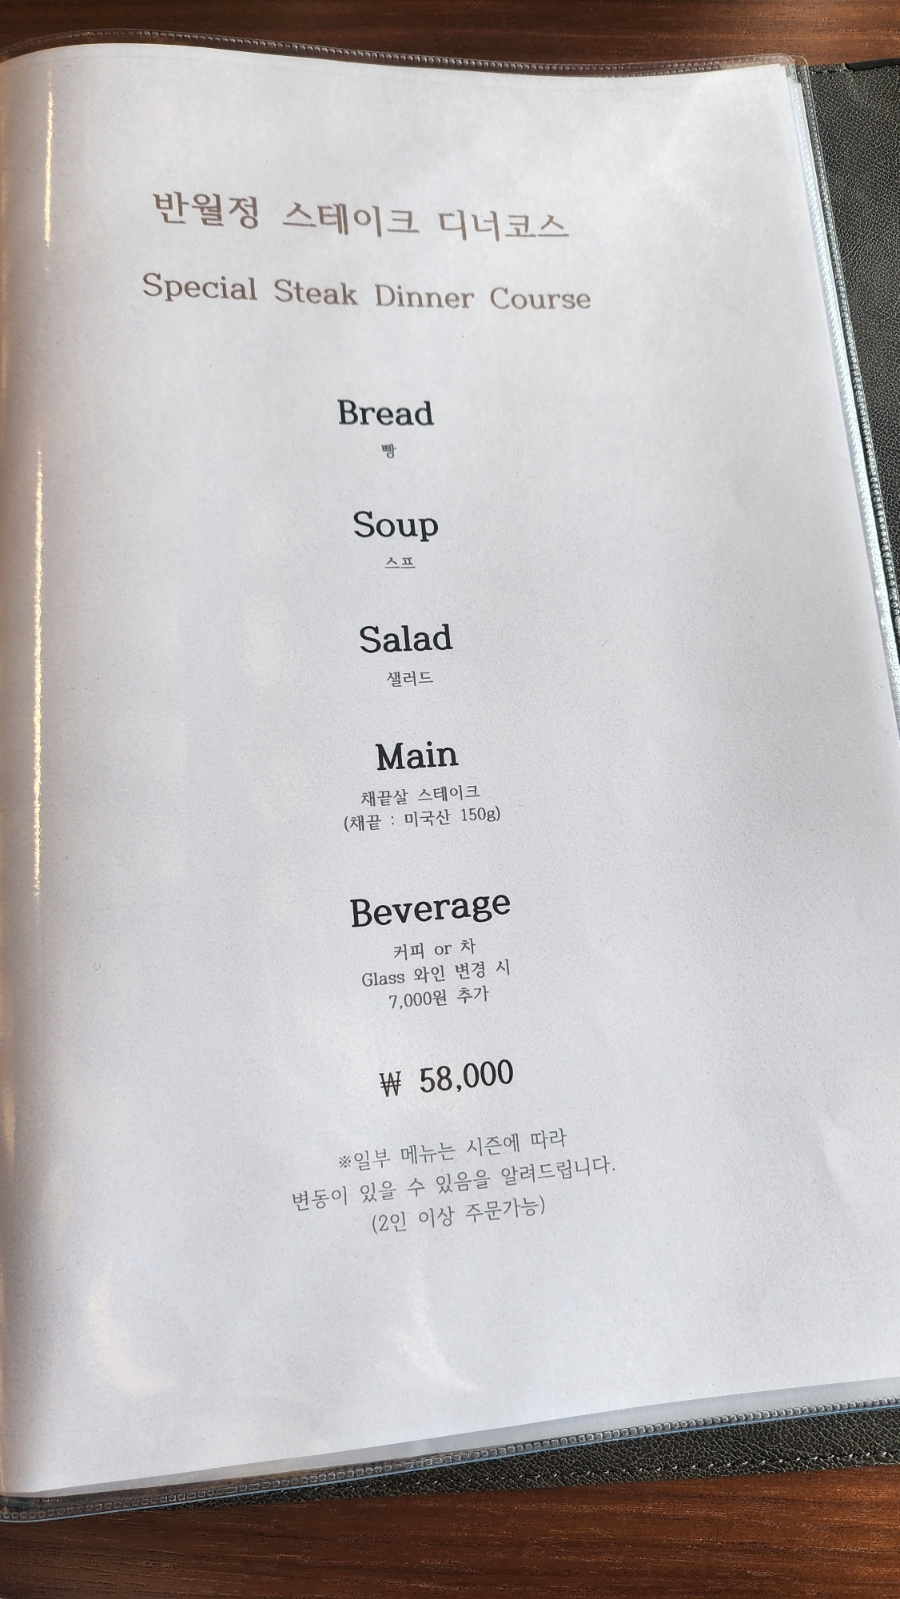 반월정 스테이크 디너코스
Special Steak Dinner Course
Bread
빵
Soup
스프
Salad
샐러드
Main
채끝살 스테이크
(채끝 : 미국산 150g)
Beverage
커피 or 차
Glass 와인 변경 시
7,000원 추가
₩ 58,000
※일부 메뉴는 시즌에 따라
변동이 있을 수 있음을 알려드립니다.
(2인 이상 주문가능)